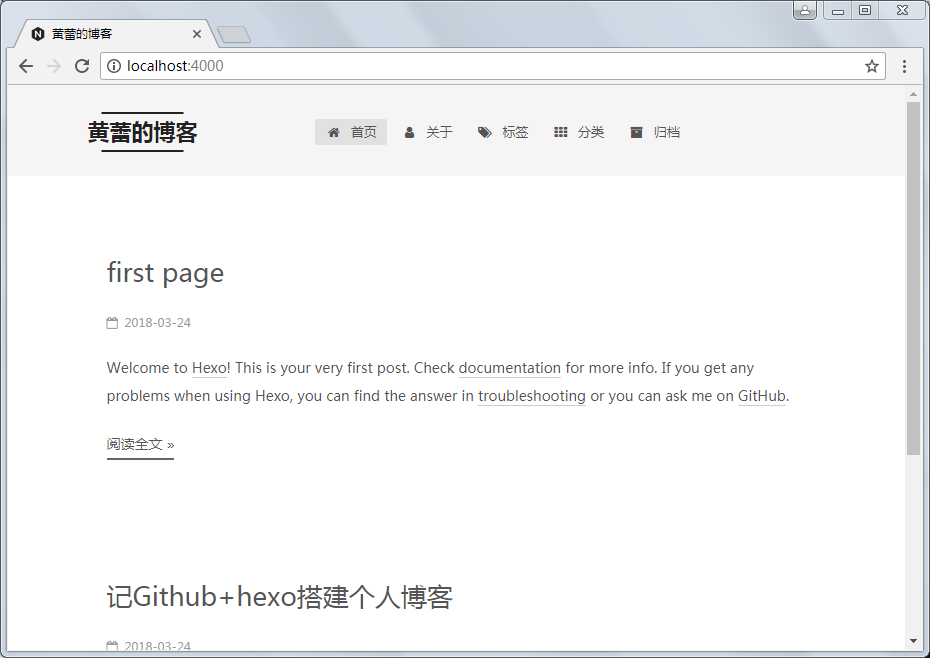 黄蕾的博客
localhost:4000
黄蕾的博客
首页 关于 标签 分类 归档
first page
2018-03-24
Welcome to Hexo! This is your very first post. Check documentation for more info. If you get any
problems when using Hexo, you can find the answer in troubleshooting or you can ask me on GitHub.
阅读全文 »
记Github+hexo搭建个人博客
2018-03-24